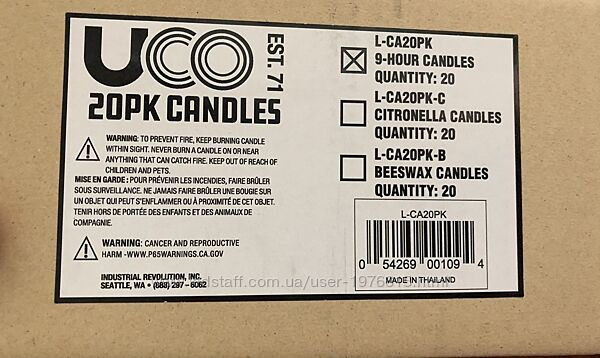 UCO
EST. 71
20PK CANDLES
WARNING: TO PREVENT FIRE, KEEP BURNING CANDLE
WITHIN SIGHT. NEVER BURN A CANDLE ON OR NEAR
ANYTHING THAT CAN CATCH FIRE. KEEP OUT OF REACH OF
CHILDREN AND PETS.
MISE EN GARDE : POUR PRÉVENIR LES INCENDIES, FAIRE BRÛLER
SOUS SURVEILLANCE. NE JAMAIS FAIRE BRÛLER UNE BOUGIE SUR
UN OBJET QUI PEUT S'ENFLAMMER OU À PROXIMITÉ DE CET OBJET.
TENIR HORS DE PORTÉE DES ENFANTS ET DES ANIMAUX DE
COMPAGNIE.
WARNING: CANCER AND REPRODUCTIVE
HARM -WWW.P65WARNINGS.CA.GOV
INDUSTRIAL REVOLUTION, INC.
SEATTLE, WA • (888) 297-6062
L-CA20PK
9-HOUR CANDLES
QUANTITY: 20
L-CA20PK-C
CITRONELLA CANDLES
QUANTITY: 20
L-CA20PK-B
BEESWAX CANDLES
QUANTITY: 20
L-CA20PK
0 54269 00109 4
MADE IN THAILAND